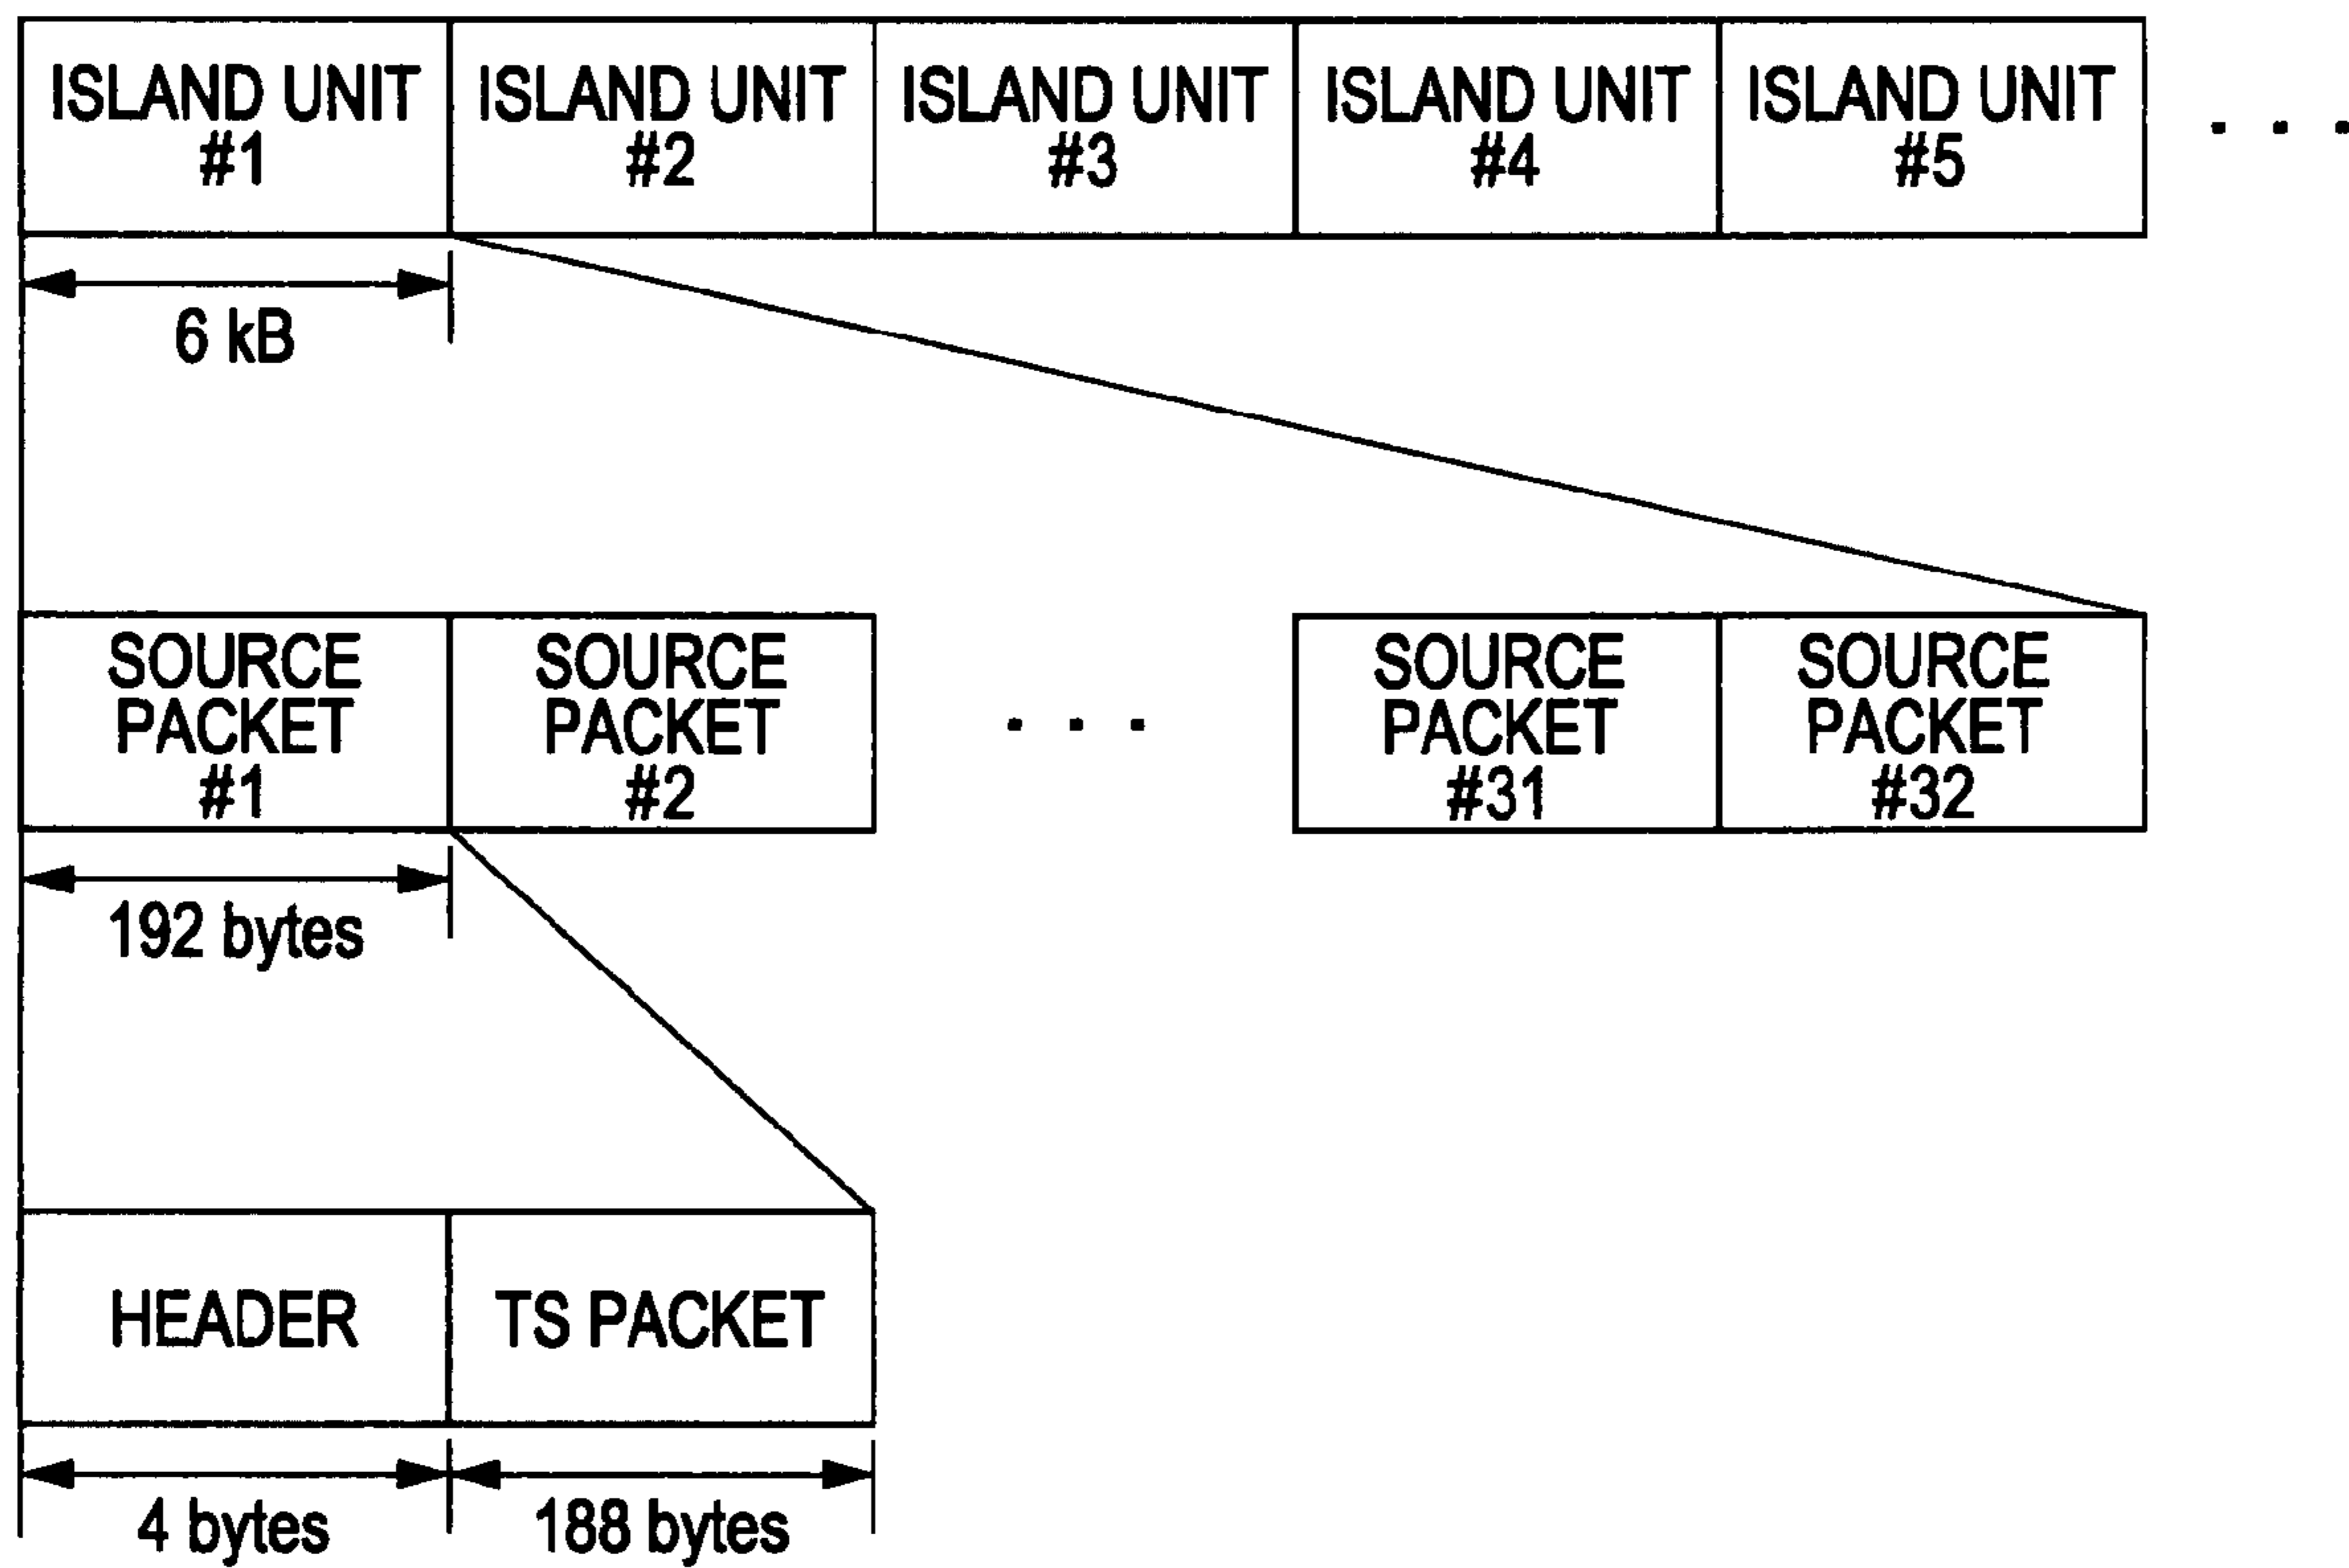 ISLAND UNIT
#1
ISLAND UNIT
#2
ISLAND UNIT
#3
ISLAND UNIT
#4
ISLAND UNIT
#5
. . .
6 kB
SOURCE
PACKET
#1
SOURCE
PACKET
#2
. . .
SOURCE
PACKET
#31
SOURCE
PACKET
#32
192 bytes
HEADER
TS PACKET
4 bytes
188 bytes